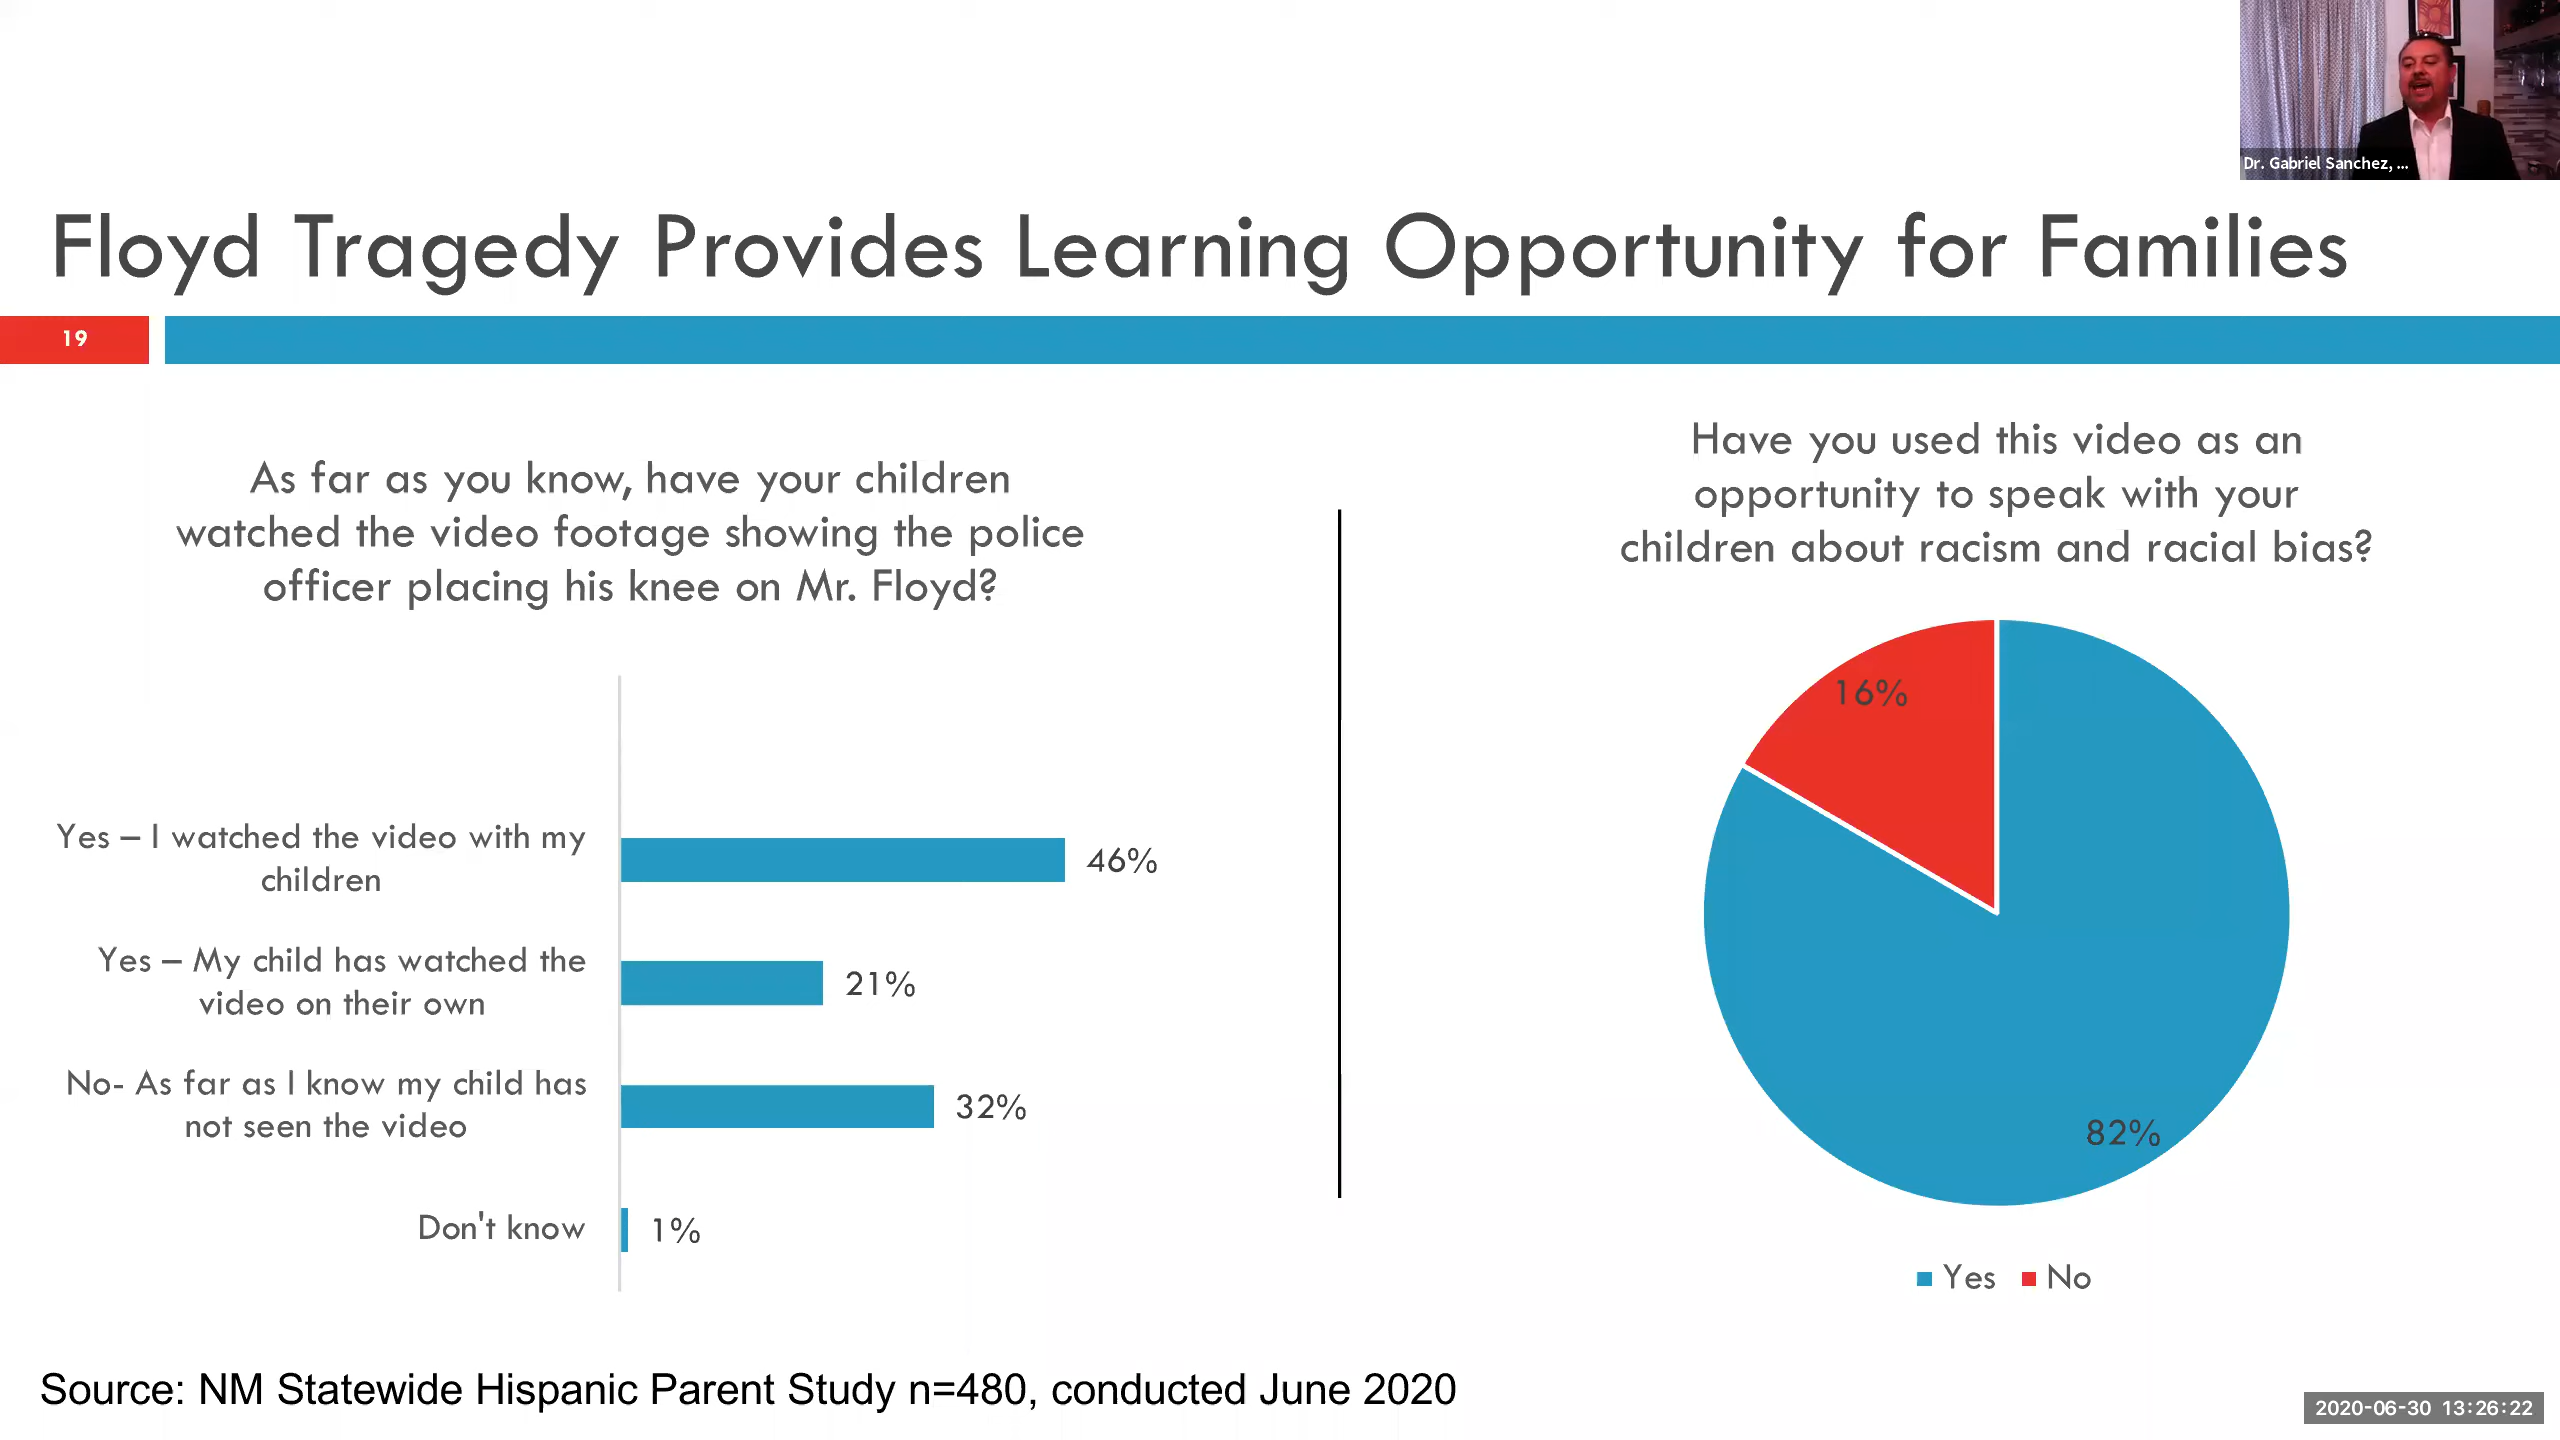 Dr. Gabriel Sanchez, ...
Floyd Tragedy Provides Learning Opportunity for Families
19
As far as you know, have your children
watched the video footage showing the police
officer placing his knee on Mr. Floyd?
Yes – I watched the video with my
children
46%
Yes – My child has watched the
video on their own
21%
No- As far as I know my child has
not seen the video
32%
Don't know
1%
Have you used this video as an
opportunity to speak with your
children about racism and racial bias?
16%
82%
Yes No
Source: NM Statewide Hispanic Parent Study n=480, conducted June 2020
2020-06-30 13:26:22